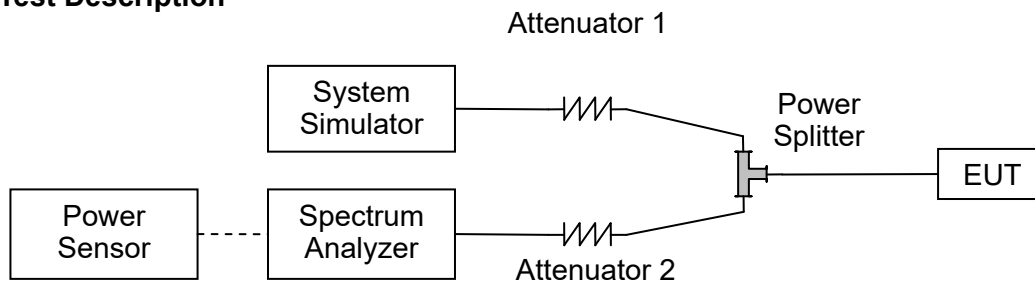 Test Description
Attenuator 1
System
Simulator
Power
Splitter
EUT
Power
Sensor
Spectrum
Analyzer
Attenuator 2